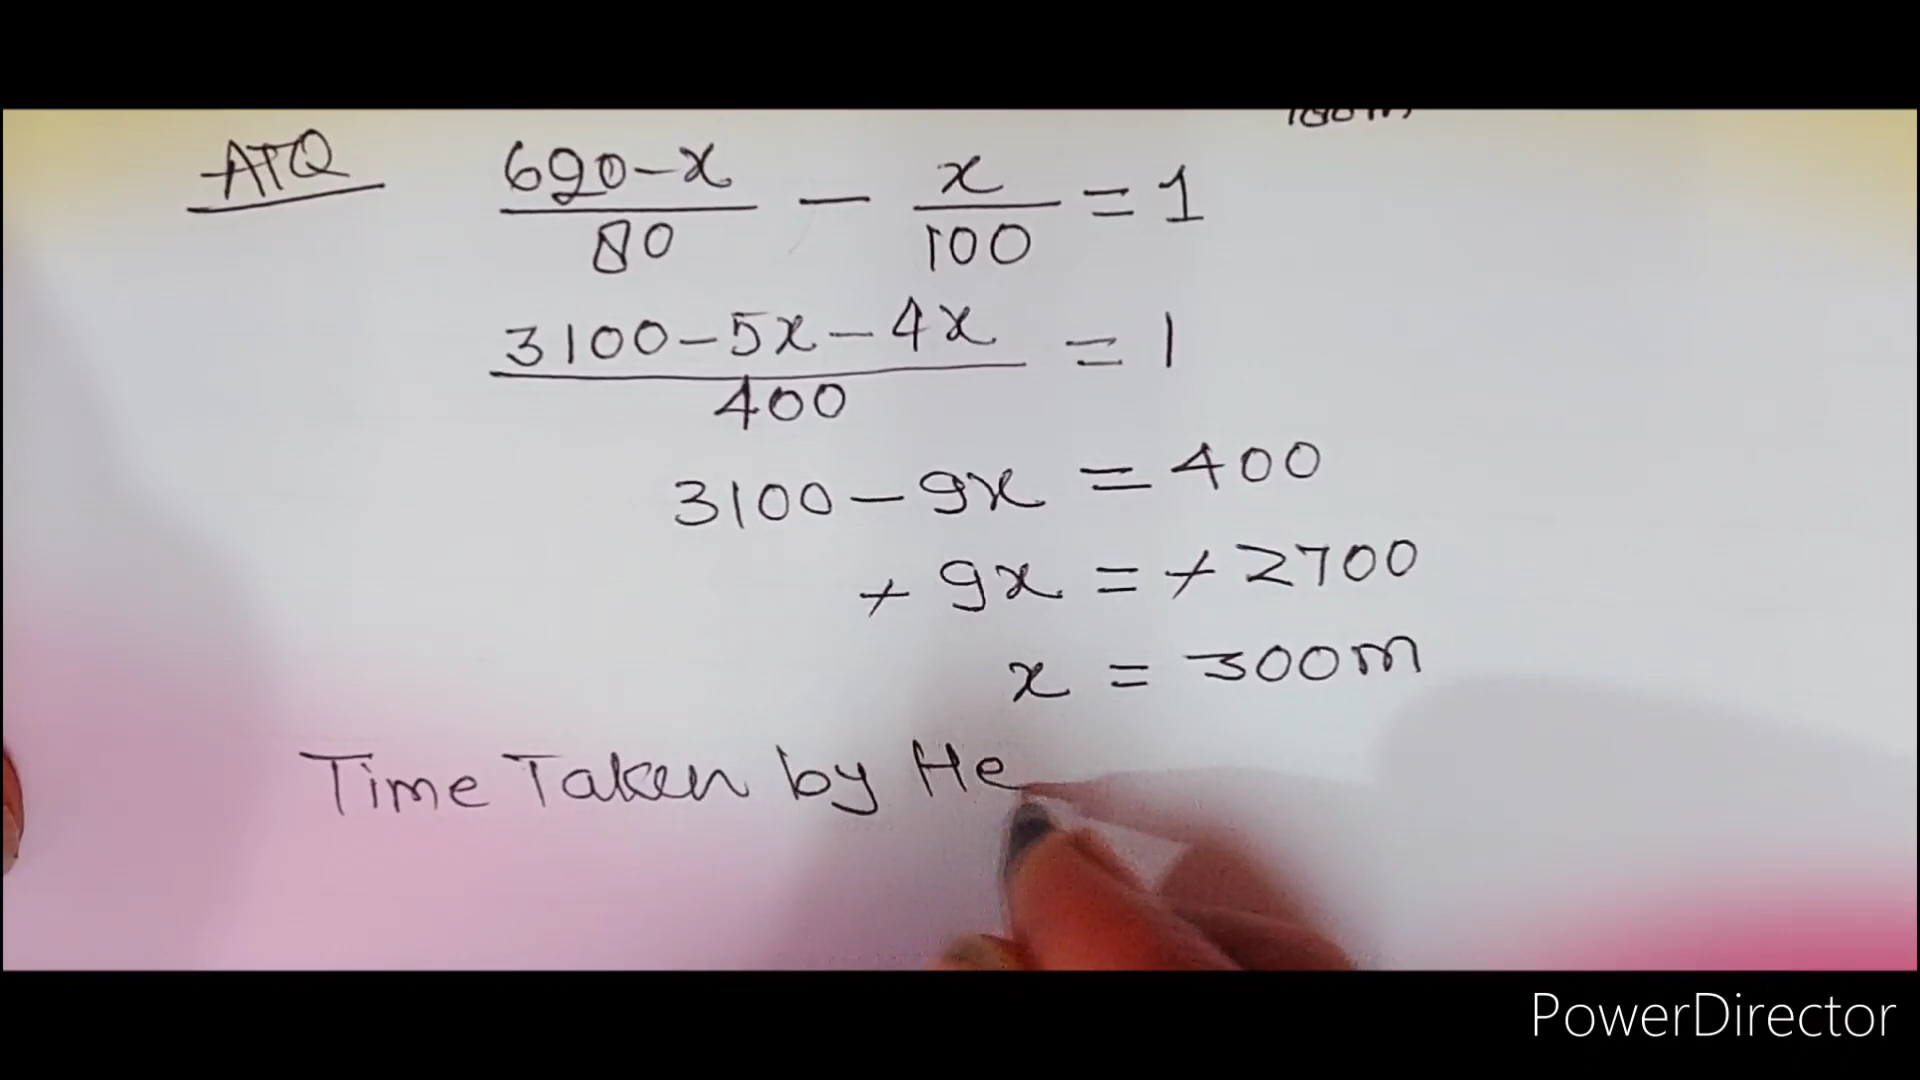 100m
ATQ 620-x/80 - x/100 = 1
3100-5x-4x/400 = 1
3100-9x = 400
+9x = +2700
x = 300m
Time Taken by He
PowerDirector